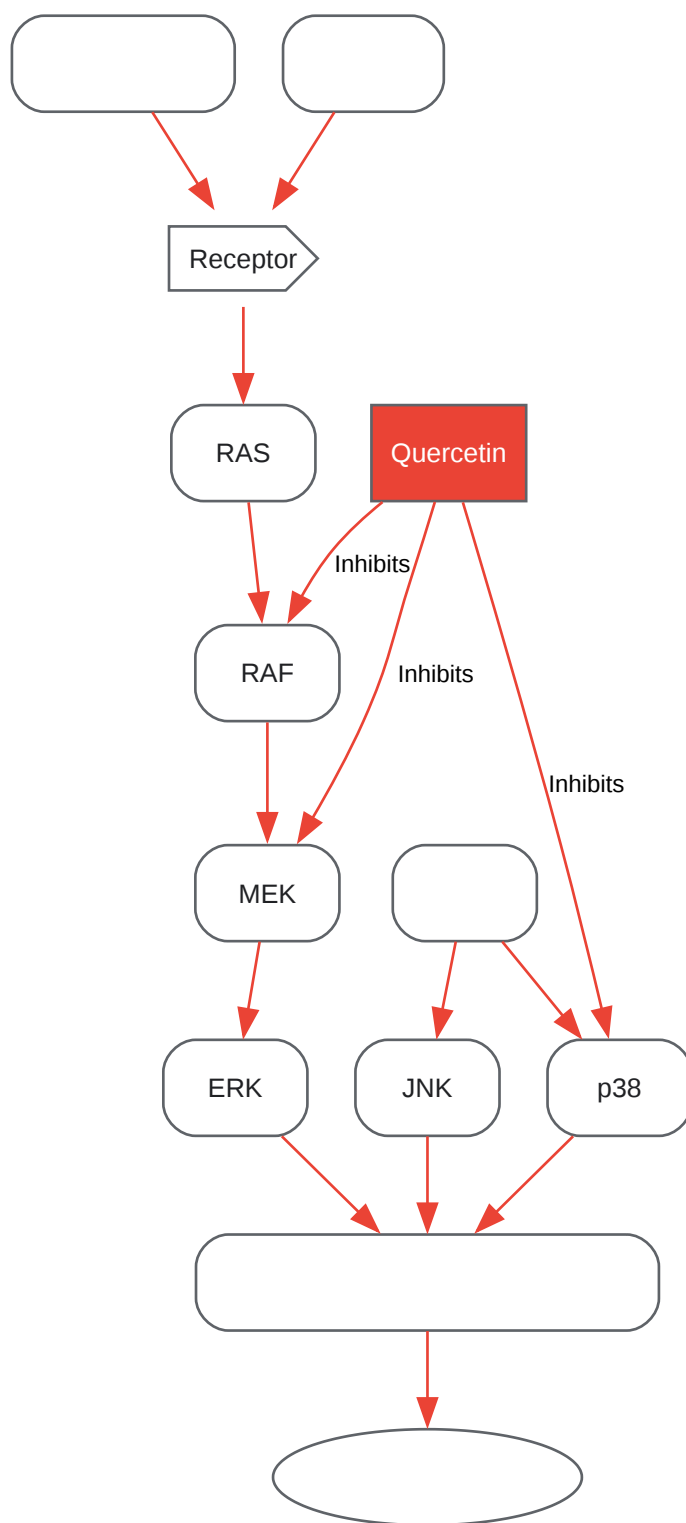 Receptor
RAS
Quercetin
Inhibits
RAF
Inhibits
Inhibits
MEK
ERK
JNK
p38